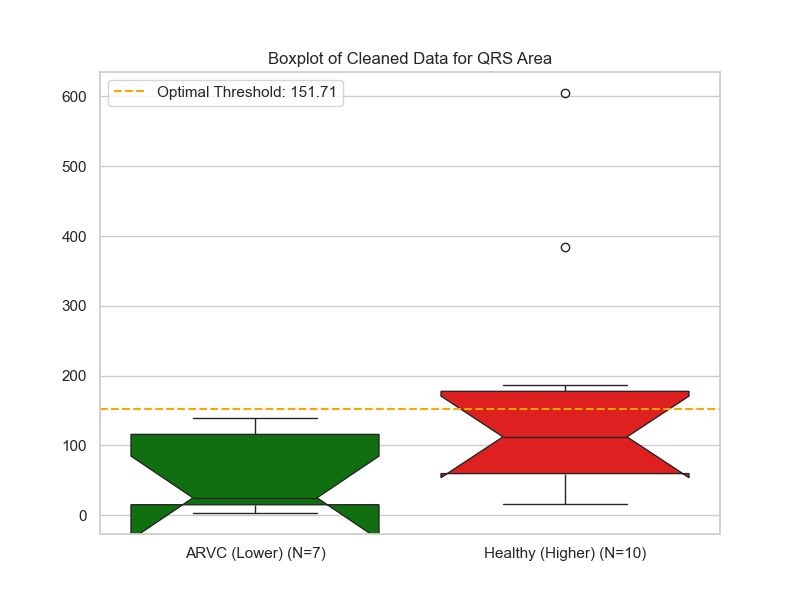 Boxplot of Cleaned Data for QRS Area
Optimal Threshold: 151.71
600
500
400
300
200
100
0
ARVC (Lower) (N=7)
Healthy (Higher) (N=10)